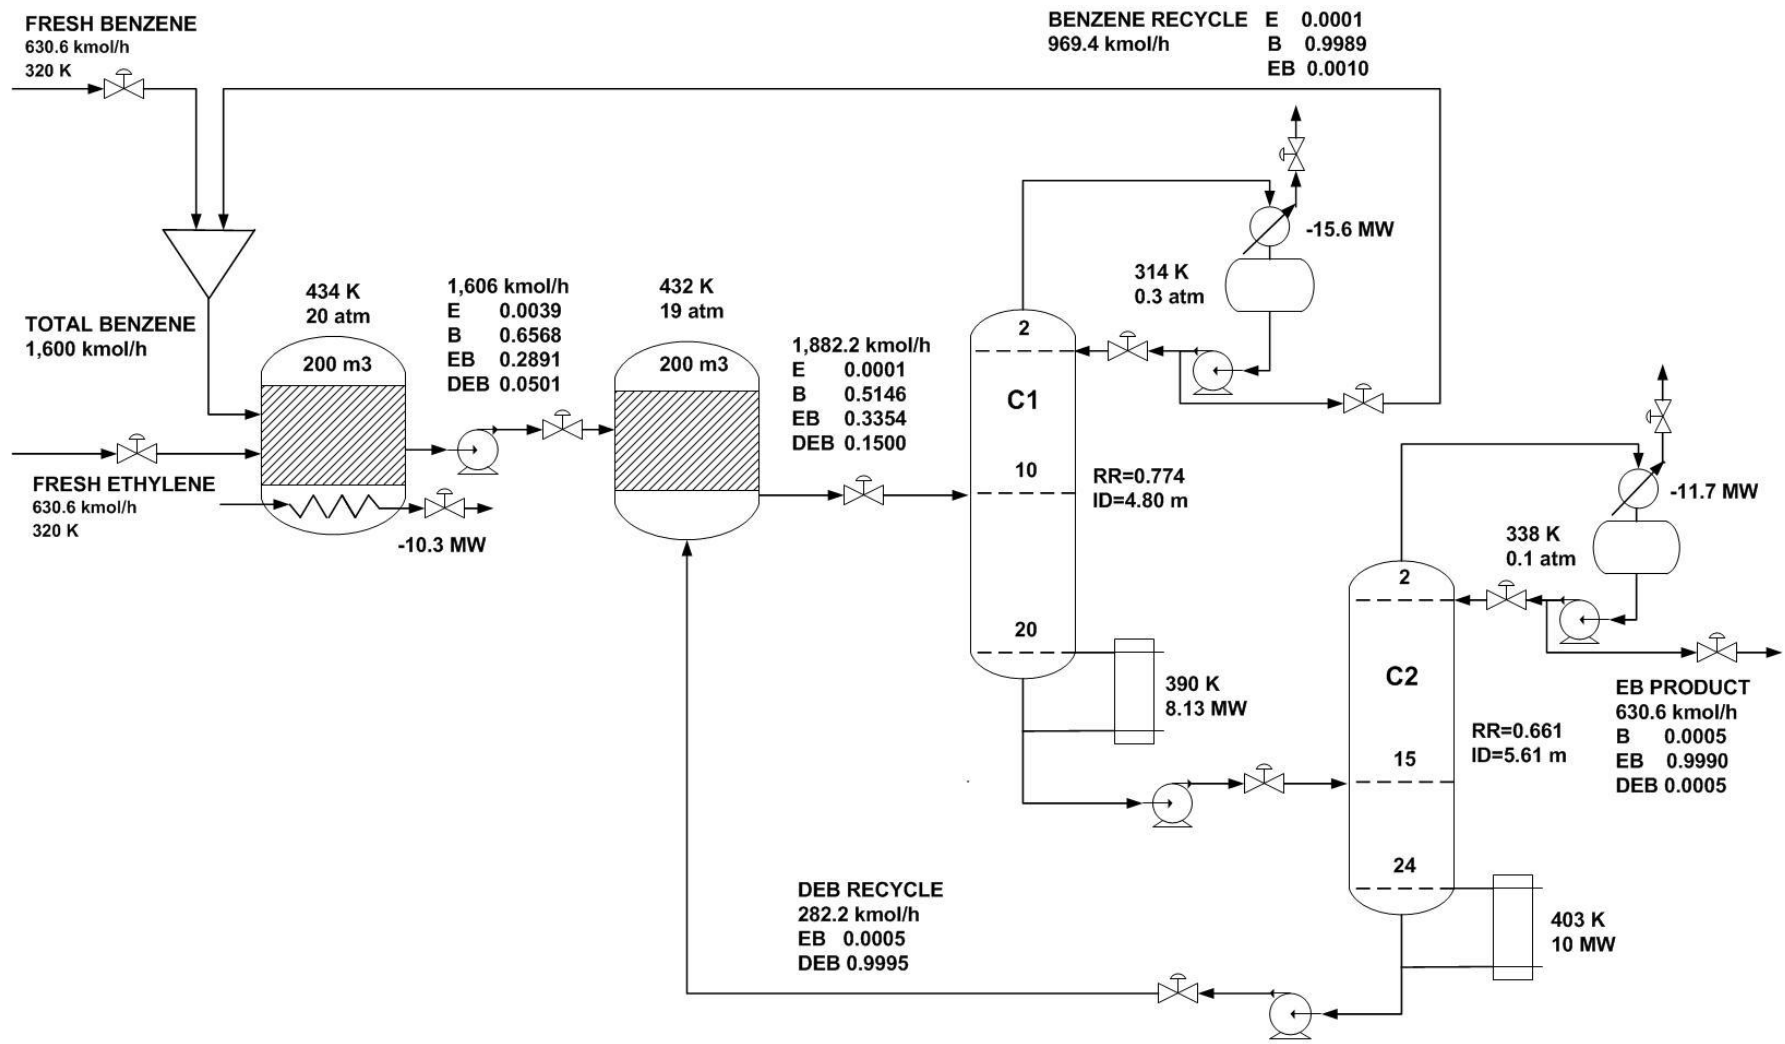 FRESH BENZENE
630.6 kmol/h
320 K
BENZENE RECYCLE E 0.0001
969.4 kmol/h B 0.9989
EB 0.0010
-15.6 MW
314 K
0.3 atm
TOTAL BENZENE
1,600 kmol/h
434 K
20 atm
200 m3
1,606 kmol/h
E 0.0039
B 0.6568
EB 0.2891
DEB 0.0501
432 K
19 atm
200 m3
1,882.2 kmol/h
E 0.0001
B 0.5146
EB 0.3354
DEB 0.1500
2
C1
10
20
RR=0.774
ID=4.80 m
FRESH ETHYLENE
630.6 kmol/h
320 K
-10.3 MW
-11.7 MW
338 K
0.1 atm
390 K
8.13 MW
2
C2
15
24
RR=0.661
ID=5.61 m
EB PRODUCT
630.6 kmol/h
B 0.0005
EB 0.9990
DEB 0.0005
DEB RECYCLE
282.2 kmol/h
EB 0.0005
DEB 0.9995
403 K
10 MW